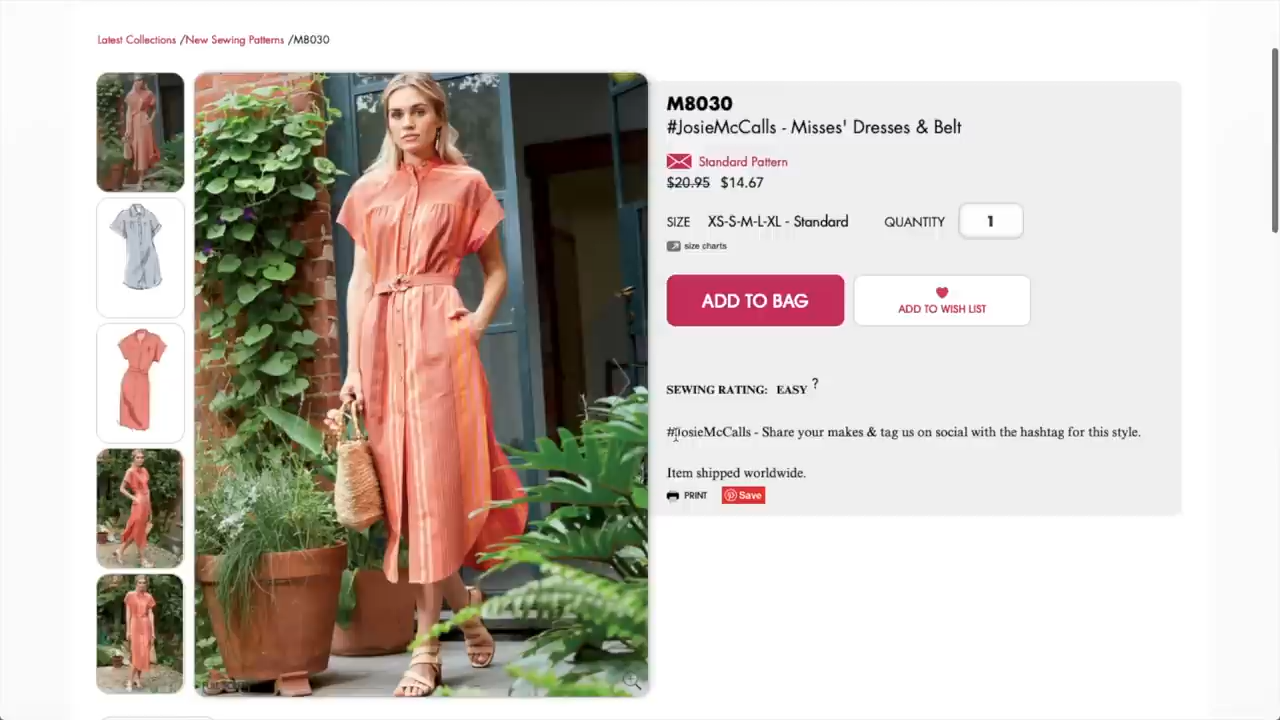 Latest Collections /New Sewing Patterns /M8030
M8030
#JosieMcCalls - Misses' Dresses & Belt
Standard Pattern
$20.95 $14.67
SIZE XS-S-M-L-XL - Standard QUANTITY 1
size charts
ADD TO BAG
ADD TO WISH LIST
SEWING RATING: EASY ?
#JosieMcCalls - Share your makes & tag us on social with the hashtag for this style.
Item shipped worldwide.
PRINT Save